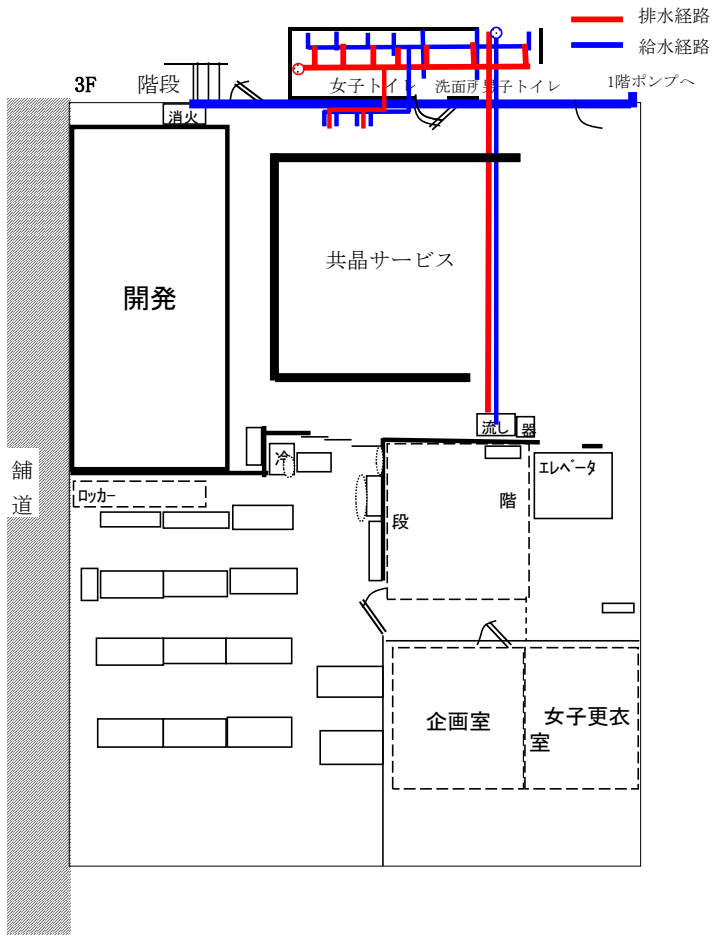 排水経路
給水経路
3F
階段
女子トイレ
洗面所
男子トイレ
1階ポンプへ
消火
共晶サービス
開発
流し
器
冷
エレベータ
舗
道
ロッカー
階
段
企画室
女子更衣
室